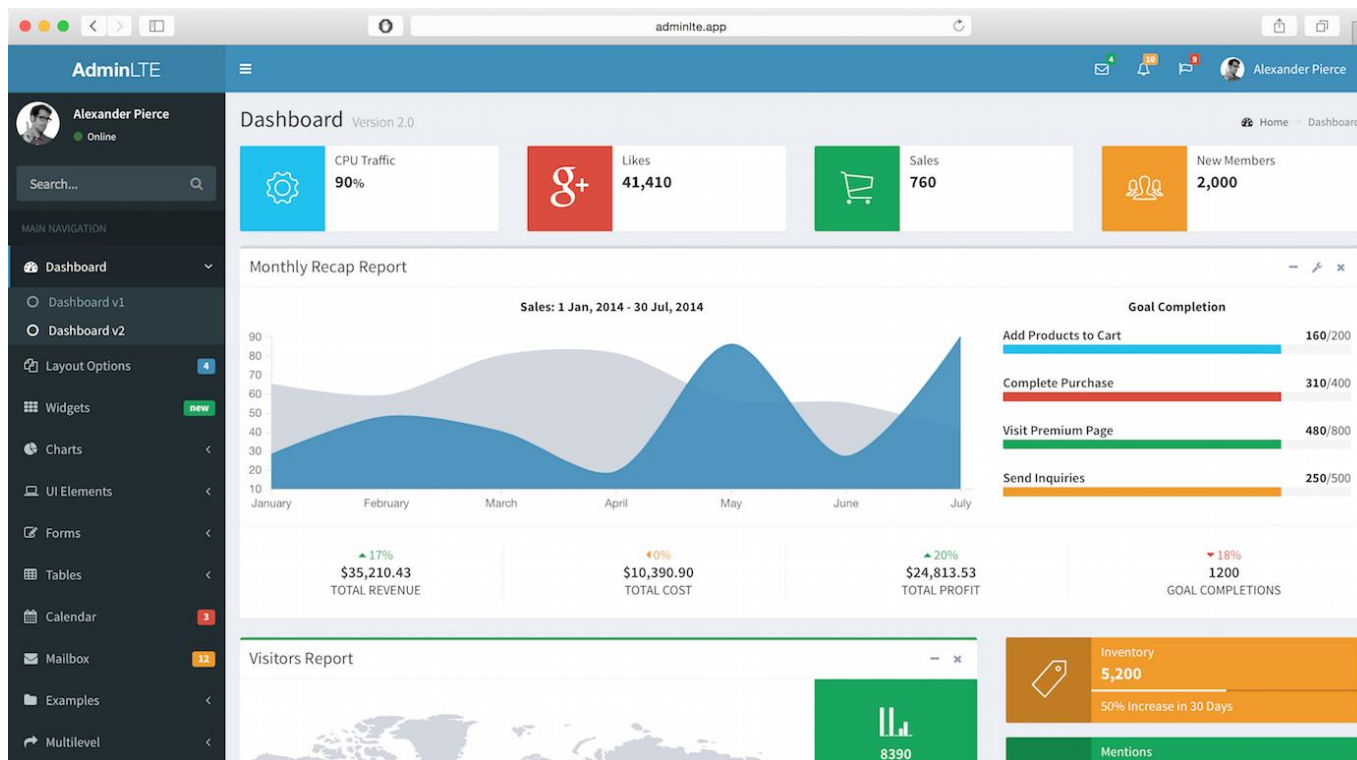 adminlte.app
AdminLTE
4
10
9
Alexander Pierce
Alexander Pierce
Online
Search...
MAIN NAVIGATION
Dashboard
Dashboard v1
Dashboard v2
Layout Options 4
Widgets new
Charts
UI Elements
Forms
Tables
Calendar 3
Mailbox 12
Examples
Multilevel
Dashboard Version 2.0
Home > Dashboard
CPU Traffic
90%
g+
Likes
41,410
Sales
760
New Members
2,000
Monthly Recap Report
Sales: 1 Jan, 2014 - 30 Jul, 2014
90
80
70
60
50
40
30
20
10
January February March April May June July
Goal Completion
Add Products to Cart 160/200
Complete Purchase 310/400
Visit Premium Page 480/800
Send Inquiries 250/500
17%
$35,210.43
TOTAL REVENUE
0%
$10,390.90
TOTAL COST
20%
$24,813.53
TOTAL PROFIT
18%
1200
GOAL COMPLETIONS
Visitors Report
8390
Inventory
5,200
50% Increase in 30 Days
Mentions